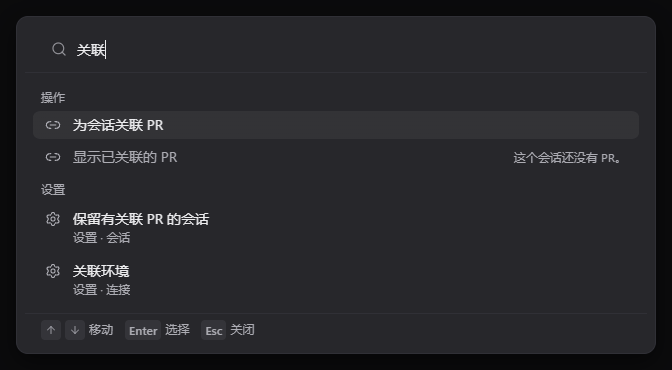 关联
操作
为会话关联 PR
显示已关联的 PR 这个会话还没有 PR。
设置
保留有关联 PR 的会话
设置 · 会话
关联环境
设置 · 连接
↑ ↓ 移动 Enter 选择 Esc 关闭